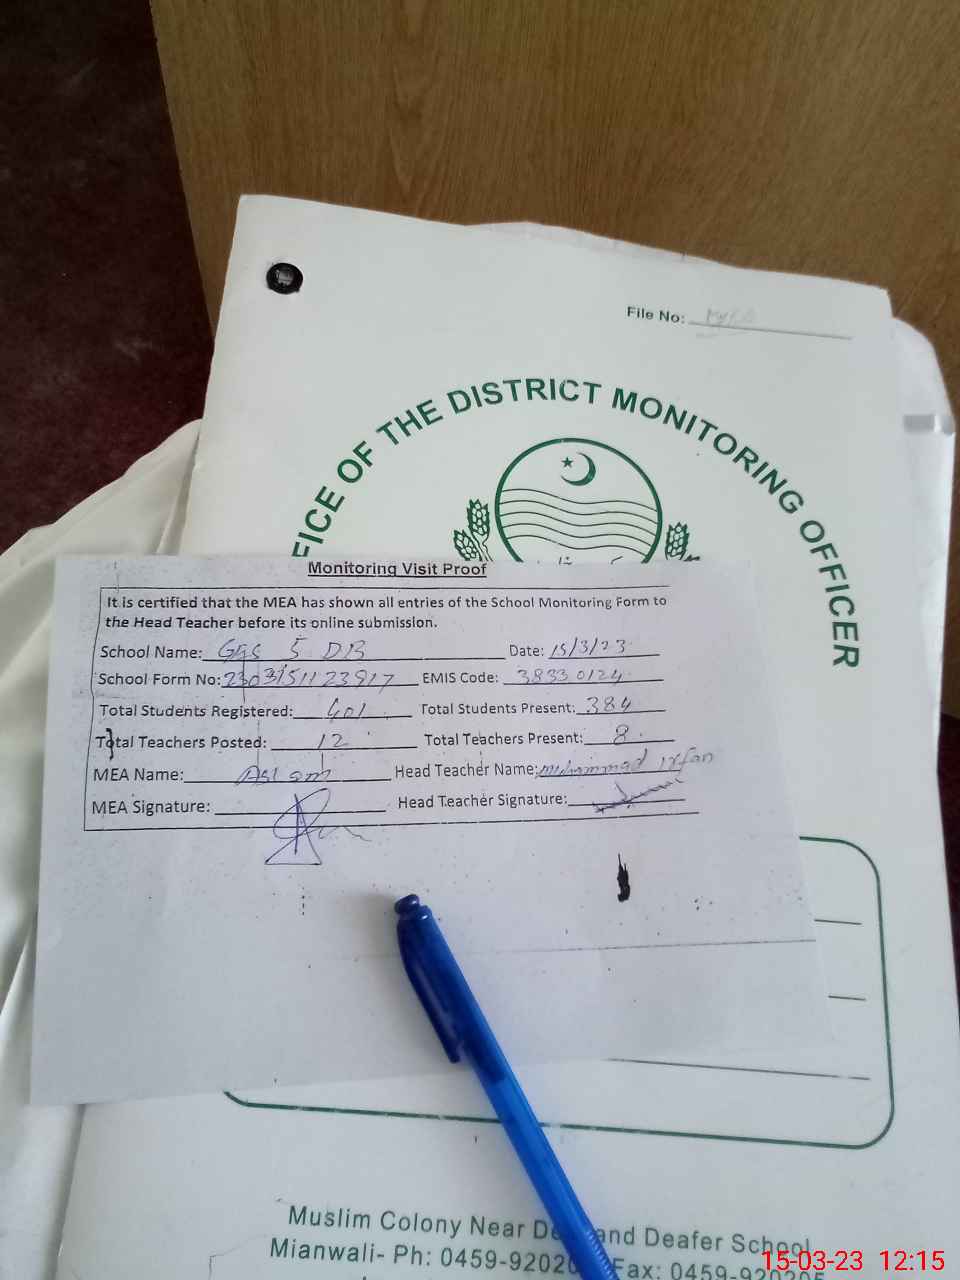 File No:
FICE OF THE DISTRICT MONITORING OFFICER
Monitoring Visit Proof
It is certified that the MEA has shown all entries of the School Monitoring Form to
the Head Teacher before its online submission.
School Name: GES 5 DB Date: 15/3/23
School Form No: 2303151123917 EMIS Code: 38330124
Total Students Registered: 401 Total Students Present: 384
Total Teachers Posted: 12 Total Teachers Present: 8
MEA Name: Aslam Head Teacher Name: Muhammad Irfan
MEA Signature: Head Teacher Signature:
Muslim Colony Near and Deafer School
Mianwali- Ph: 0459-9202 Fax: 0459-920205
15-03-23 12:15